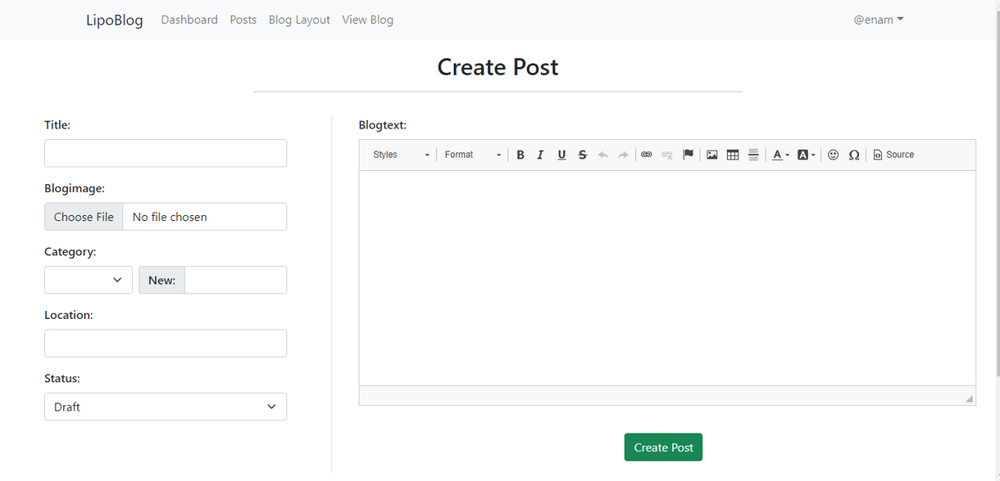 LipoBlog Dashboard Posts Blog Layout View Blog @enam
Create Post
Title:
Blogimage:
Choose File No file chosen
Category:
New:
Location:
Status:
Draft
Blogtext:
Styles Format B I U S A A Ω Source
Create Post